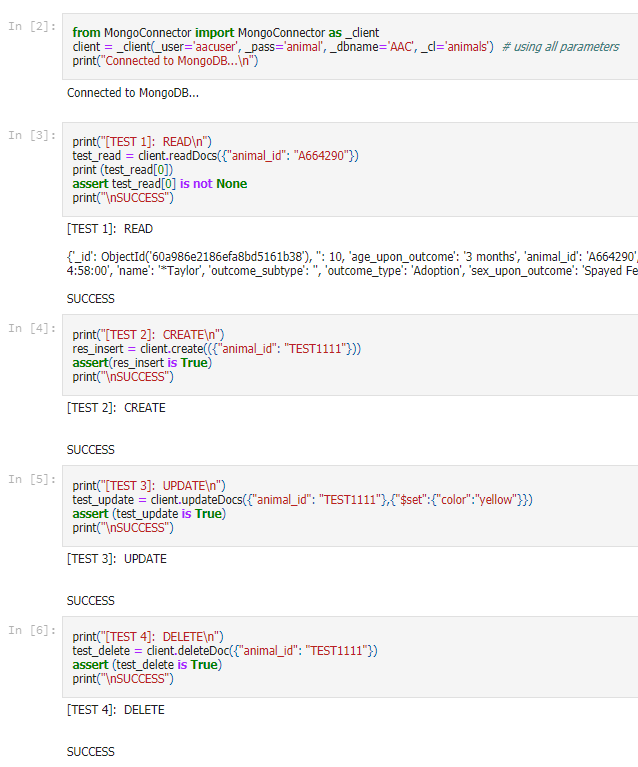 In [2]:
from MongoConnector import MongoConnector as _client
client = _client(_user='aacuser', _pass='animal', _dbname='AAC', _cl='animals')  # using all parameters
print("Connected to MongoDB...\n")
Connected to MongoDB...
In [3]:
print("[TEST 1]:  READ\n")
test_read = client.readDocs({"animal_id": "A664290"})
print (test_read[0])
assert test_read[0] is not None
print("\nSUCCESS")
[TEST 1]:  READ
{'_id': ObjectId('60a986e2186efa8bd5161b38'), '': 10, 'age_upon_outcome': '3 months', 'animal_id': 'A664290',
4:58:00', 'name': '*Taylor', 'outcome_subtype': '', 'outcome_type': 'Adoption', 'sex_upon_outcome': 'Spayed Fe
SUCCESS
In [4]:
print("[TEST 2]:  CREATE\n")
res_insert = client.create(({"animal_id": "TEST1111"}))
assert(res_insert is True)
print("\nSUCCESS")
[TEST 2]:  CREATE
SUCCESS
In [5]:
print("[TEST 3]:  UPDATE\n")
test_update = client.updateDocs({"animal_id": "TEST1111"},{"$set":{"color":"yellow"}})
assert (test_update is True)
print("\nSUCCESS")
[TEST 3]:  UPDATE
SUCCESS
In [6]:
print("[TEST 4]:  DELETE\n")
test_delete = client.deleteDoc({"animal_id": "TEST1111"})
assert (test_delete is True)
print("\nSUCCESS")
[TEST 4]:  DELETE
SUCCESS